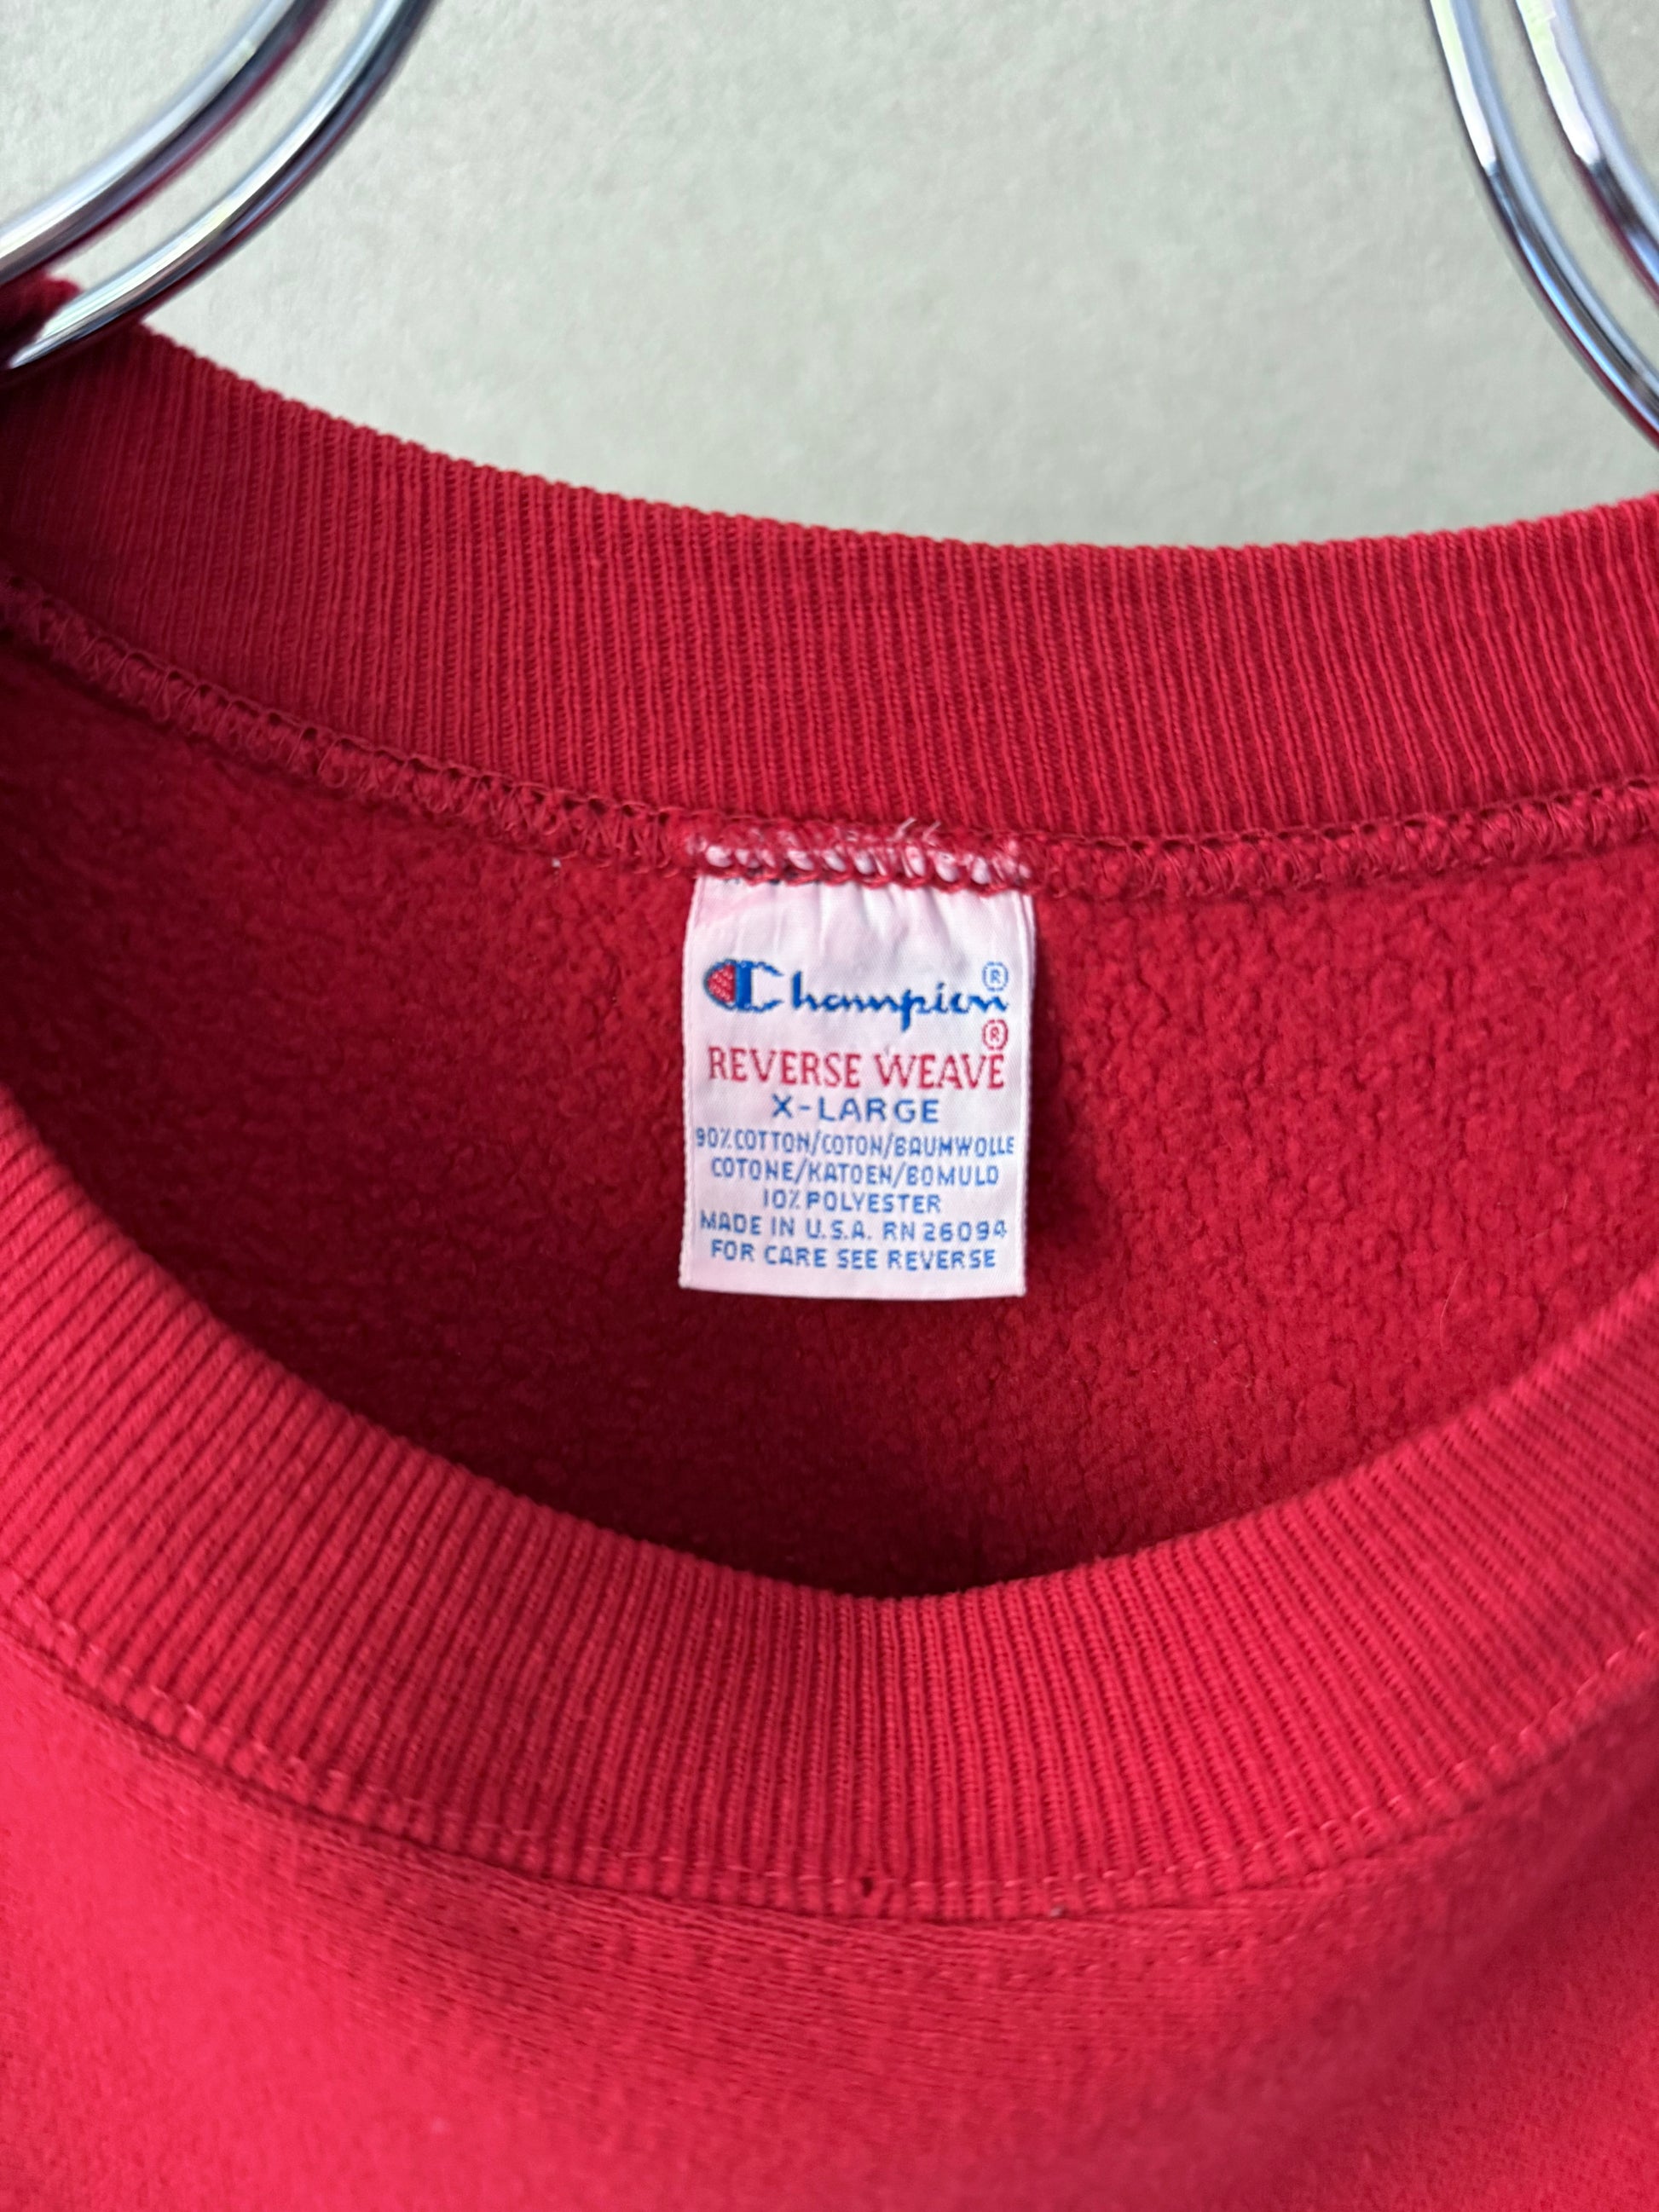 Champion®
REVERSE WEAVE®
X-LARGE
90% COTTON/COTON/BAUMWOLLE
COTONE/KATOEN/BOMULD
10% POLYESTER
MADE IN U.S.A. RN 26094
FOR CARE SEE REVERSE